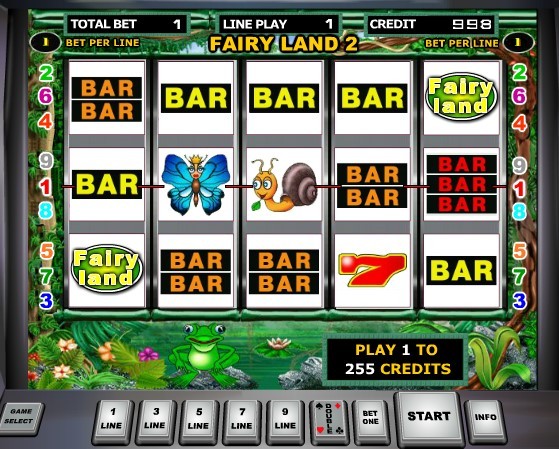 TOTAL BET 1
LINE PLAY 1
CREDIT 998
1 BET PER LINE
FAIRY LAND 2
BET PER LINE 1
2
6
4
9
1
8
5
7
3
BAR
BAR
BAR
BAR
BAR
Fairy
land
BAR
BAR
BAR
BAR
BAR
BAR
Fairy
land
BAR
BAR
BAR
BAR
7
BAR
2
6
4
9
1
8
5
7
3
PLAY 1 TO
255 CREDITS
GAME
SELECT
1
LINE
3
LINE
5
LINE
7
LINE
9
LINE
DOUBLE
BET
ONE
START
INFO